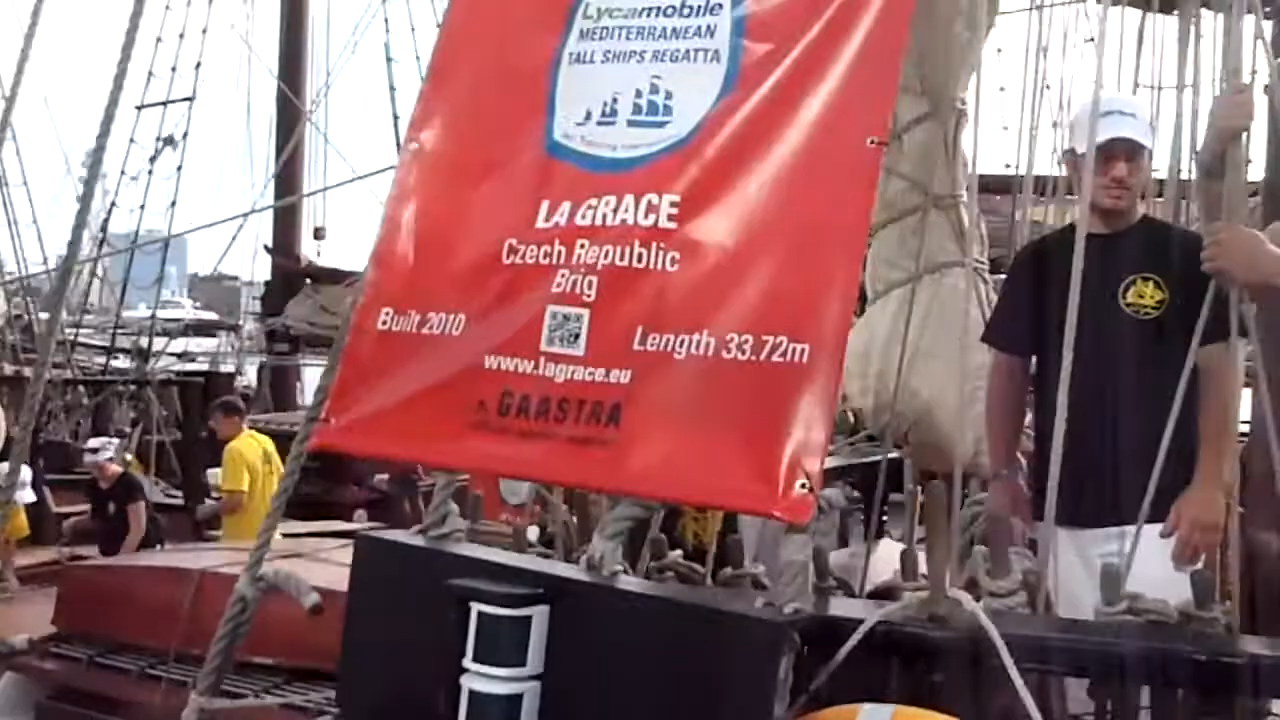 Lycamobile
MEDITERRANEAN
TALL SHIPS REGATTA
LA GRACE
Czech Republic
Brig
Built 2010
Length 33.72m
www.lagrace.eu
GAASTRA